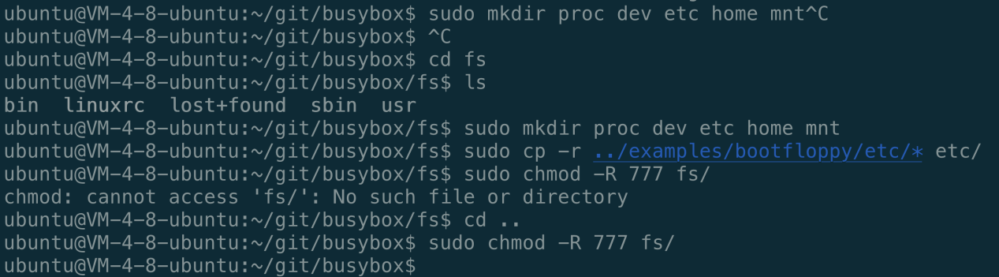 ubuntu@VM-4-8-ubuntu:~/git/busybox$ sudo mkdir proc dev etc home mnt^C
ubuntu@VM-4-8-ubuntu:~/git/busybox$ ^C
ubuntu@VM-4-8-ubuntu:~/git/busybox$ cd fs
ubuntu@VM-4-8-ubuntu:~/git/busybox/fs$ ls
bin  linuxrc  lost+found  sbin  usr
ubuntu@VM-4-8-ubuntu:~/git/busybox/fs$ sudo mkdir proc dev etc home mnt
ubuntu@VM-4-8-ubuntu:~/git/busybox/fs$ sudo cp -r ../examples/bootfloppy/etc/* etc/
ubuntu@VM-4-8-ubuntu:~/git/busybox/fs$ sudo chmod -R 777 fs/
chmod: cannot access 'fs/': No such file or directory
ubuntu@VM-4-8-ubuntu:~/git/busybox/fs$ cd ..
ubuntu@VM-4-8-ubuntu:~/git/busybox$ sudo chmod -R 777 fs/
ubuntu@VM-4-8-ubuntu:~/git/busybox$